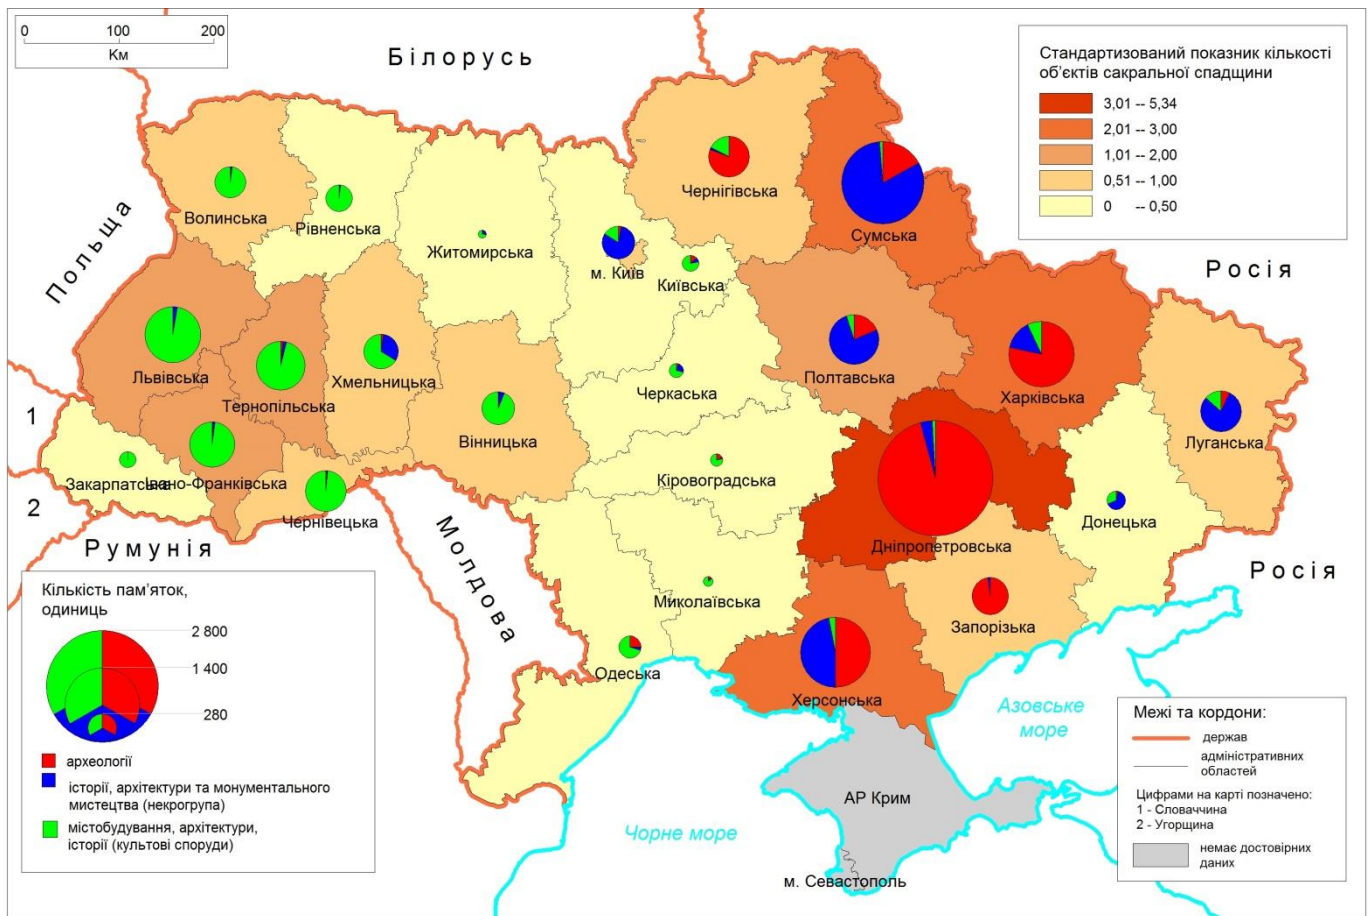 0 100 200
Км
Білорусь
Польща
Росія
Росія
Румунія
Молдова
1
2
Стандартизований показник кількості
об'єктів сакральної спадщини
3,01 -- 5,34
2,01 -- 3,00
1,01 -- 2,00
0,51 -- 1,00
0 -- 0,50
Волинська
Рівненська
Житомирська
м. Київ
Київська
Чернігівська
Сумська
Львівська
Тернопільська
Хмельницька
Вінницька
Черкаська
Полтавська
Харківська
Луганська
Закарпатська
Івано-Франківська
Чернівецька
Кіровоградська
Дніпропетровська
Донецька
Миколаївська
Запорізька
Одеська
Херсонська
АР Крим
м. Севастополь
Азовське
море
Чорне море
Кількість пам'яток,
одиниць
2 800
1 400
280
археології
історії, архітектури та монументального
мистецтва (некрогрупа)
містобудування, архітектури,
історії (культові споруди)
Межі та кордони:
держав
адміністративних
областей
Цифрами на карті позначено:
1 - Словаччина
2 - Угорщина
немає достовірних
даних